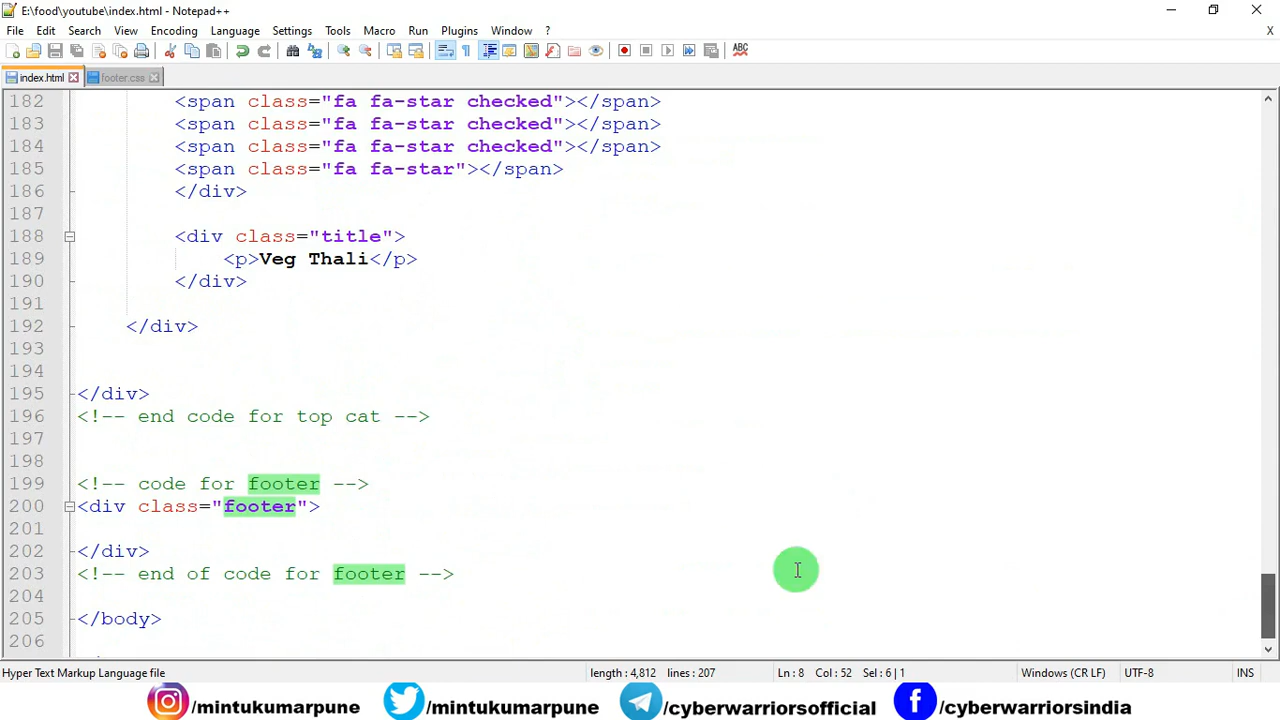 E:\food\youtube\index.html - Notepad++
File Edit Search View Encoding Language Settings Tools Macro Run Plugins Window ? X
ABC
index.html footer.css
182 <span class="fa fa-star checked"></span>
183 <span class="fa fa-star checked"></span>
184 <span class="fa fa-star checked"></span>
185 <span class="fa fa-star"></span>
186 </div>
187
188 <div class="title">
189 <p>Veg Thali</p>
190 </div>
191
192 </div>
193
194
195 </div>
196 <!-- end code for top cat -->
197
198
199 <!-- code for footer -->
200 <div class="footer">
201
202 </div>
203 <!-- end of code for footer -->
204
205 </body>
206
Hyper Text Markup Language file length : 4,812 lines : 207 Ln : 8 Col : 52 Sel : 6 | 1 Windows (CR LF) UTF-8 INS
/mintukumarpune /mintukumarpune /cyberwarriorsofficial /cyberwarriorsindia